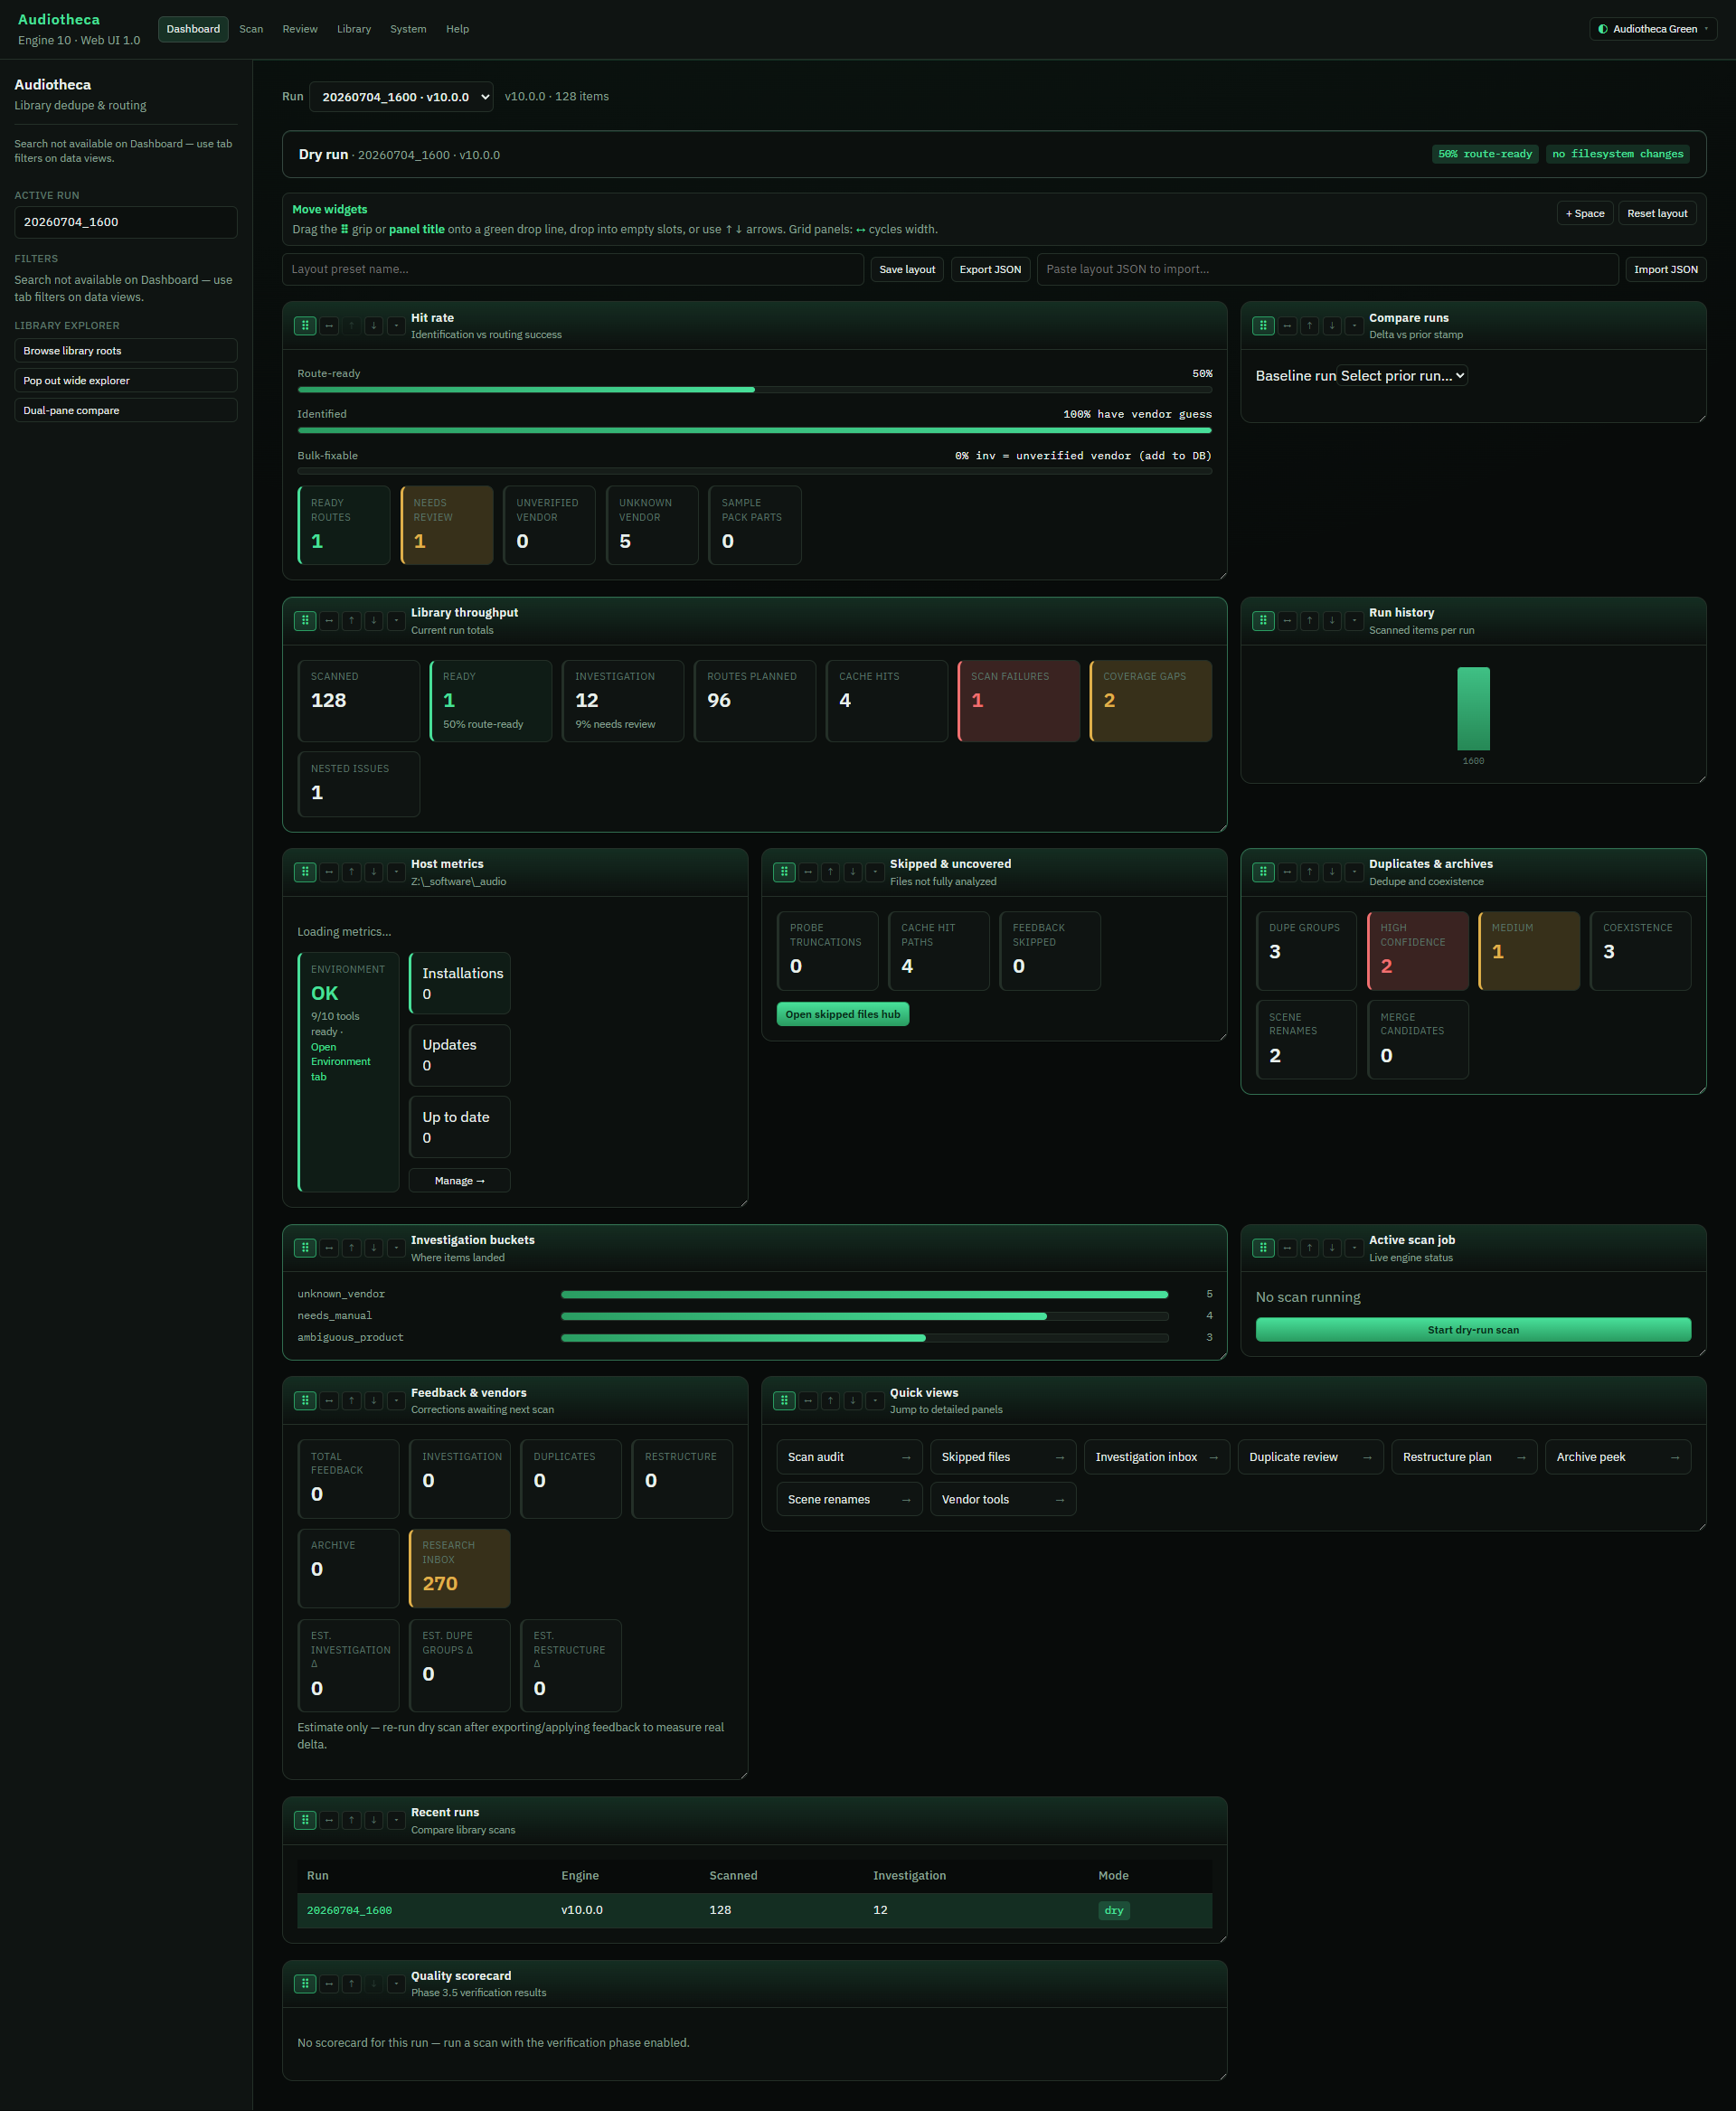 Audiotheca
Engine 10 · Web UI 1.0
Dashboard
Scan
Review
Library
System
Help
Audiotheca Green
Audiotheca
Library dedupe & routing
Search not available on Dashboard — use tab
filters on data views.
ACTIVE RUN
20260704_1600
FILTERS
Search not available on Dashboard — use
tab filters on data views.
LIBRARY EXPLORER
Browse library roots
Pop out wide explorer
Dual-pane compare
Run
20260704_1600 · v10.0.0
v10.0.0 · 128 items
Dry run · 20260704_1600 · v10.0.0
50% route-ready
no filesystem changes
Move widgets
Drag the ⠿ grip or panel title onto a green drop line, drop into empty slots, or use ↑ ↓ arrows. Grid panels: ↔ cycles width.
+ Space
Reset layout
Layout preset name...
Save layout
Export JSON
Paste layout JSON to import...
Import JSON
Hit rate
Identification vs routing success
Route-ready
50%
Identified
100% have vendor guess
Bulk-fixable
0% inv = unverified vendor (add to DB)
READY
ROUTES
1
NEEDS
REVIEW
1
UNVERIFIED
VENDOR
0
UNKNOWN
VENDOR
5
SAMPLE
PACK PARTS
0
Compare runs
Delta vs prior stamp
Baseline run
Select prior run...
Library throughput
Current run totals
SCANNED
128
READY
1
50% route-ready
INVESTIGATION
12
9% needs review
ROUTES PLANNED
96
CACHE HITS
4
SCAN FAILURES
1
COVERAGE GAPS
2
NESTED ISSUES
1
Run history
Scanned items per run
1600
Host metrics
Z:\_software\_audio
Loading metrics...
ENVIRONMENT
OK
9/10 tools
ready ·
Open
Environment
tab
Installations
0
Updates
0
Up to date
0
Manage →
Skipped & uncovered
Files not fully analyzed
PROBE
TRUNCATIONS
0
CACHE HIT
PATHS
4
FEEDBACK
SKIPPED
0
Open skipped files hub
Duplicates & archives
Dedupe and coexistence
DUPE GROUPS
3
HIGH
CONFIDENCE
2
MEDIUM
1
COEXISTENCE
3
SCENE
RENAMES
2
MERGE
CANDIDATES
0
Investigation buckets
Where items landed
unknown_vendor
5
needs_manual
4
ambiguous_product
3
Active scan job
Live engine status
No scan running
Start dry-run scan
Feedback & vendors
Corrections awaiting next scan
TOTAL
FEEDBACK
0
INVESTIGATION
0
DUPLICATES
0
RESTRUCTURE
0
ARCHIVE
0
RESEARCH
INBOX
270
EST.
INVESTIGATION
Δ
0
EST. DUPE
GROUPS Δ
0
EST.
RESTRUCTURE
Δ
0
Estimate only — re-run dry scan after exporting/applying feedback to measure real
delta.
Quick views
Jump to detailed panels
Scan audit →
Skipped files →
Investigation inbox →
Duplicate review →
Restructure plan →
Archive peek →
Scene renames →
Vendor tools →
Recent runs
Compare library scans
Run Engine Scanned Investigation Mode
20260704_1600 v10.0.0 128 12 dry
Quality scorecard
Phase 3.5 verification results
No scorecard for this run — run a scan with the verification phase enabled.